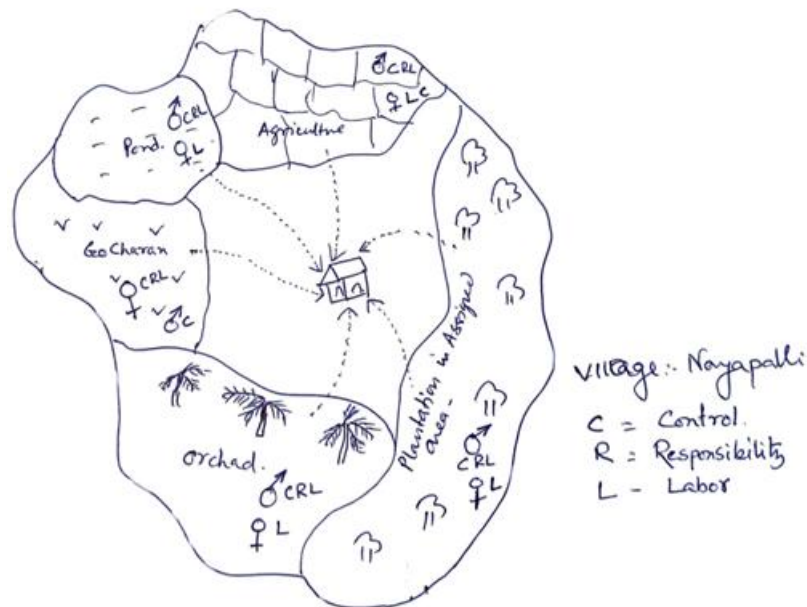 ♂CRL
♀LC
Agriculture
♂CRL
Pond.
♀L
GoCharan
♀CRL
♂C
Plantation in Assigned
area-
♂
CRL
♀L
Orchad.
♂CRL
♀L
Village:- Nayapalli
C = Control.
R = Responsibility
L - Labor